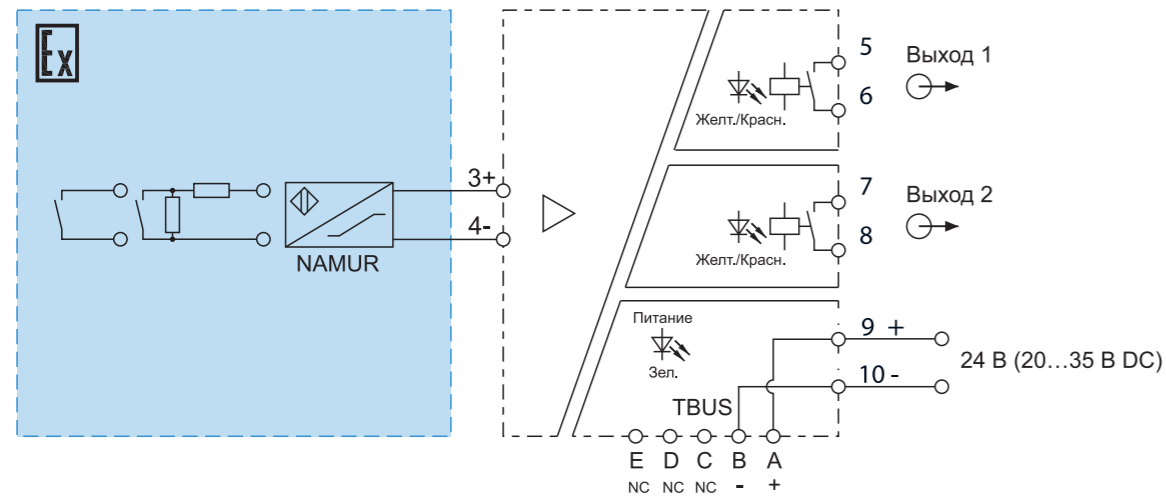 Ex
5
Выход 1
6
Желт./Красн.
3+
7
Выход 2
4-
8
NAMUR
Желт./Красн.
Питание
9 +
24 В (20...35 В DC)
Зел.
10 -
TBUS
E D C B A
NC NC NC - +